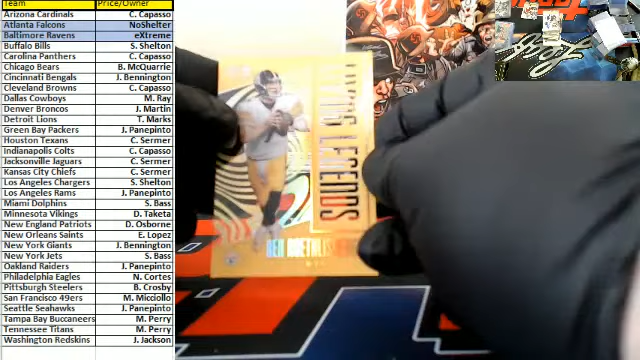 Team Price/Owner
Arizona Cardinals C. Capasso
Atlanta Falcons NoShelter
Baltimore Ravens eXtreme
Buffalo Bills S. Shelton
Carolina Panthers C. Capasso
Chicago Bears B. McQuarrie
Cincinnati Bengals J. Bennington
Cleveland Browns C. Capasso
Dallas Cowboys M. Ray
Denver Broncos J. Martin
Detroit Lions T. Marks
Green Bay Packers J. Panepinto
Houston Texans C. Sermer
Indianapolis Colts C. Capasso
Jacksonville Jaguars C. Sermer
Kansas City Chiefs C. Sermer
Los Angeles Chargers S. Shelton
Los Angeles Rams J. Panepinto
Miami Dolphins S. Bass
Minnesota Vikings D. Taketa
New England Patriots D. Osborne
New Orleans Saints E. Lopez
New York Giants J. Bennington
New York Jets S. Bass
Oakland Raiders J. Panepinto
Philadelphia Eagles N. Cortes
Pittsburgh Steelers B. Crosby
San Francisco 49ers M. Micciollo
Seattle Seahawks J. Panepinto
Tampa Bay Buccaneers M. Perry
Tennessee Titans M. Perry
Washington Redskins J. Jackson
LIVING LEGENDS